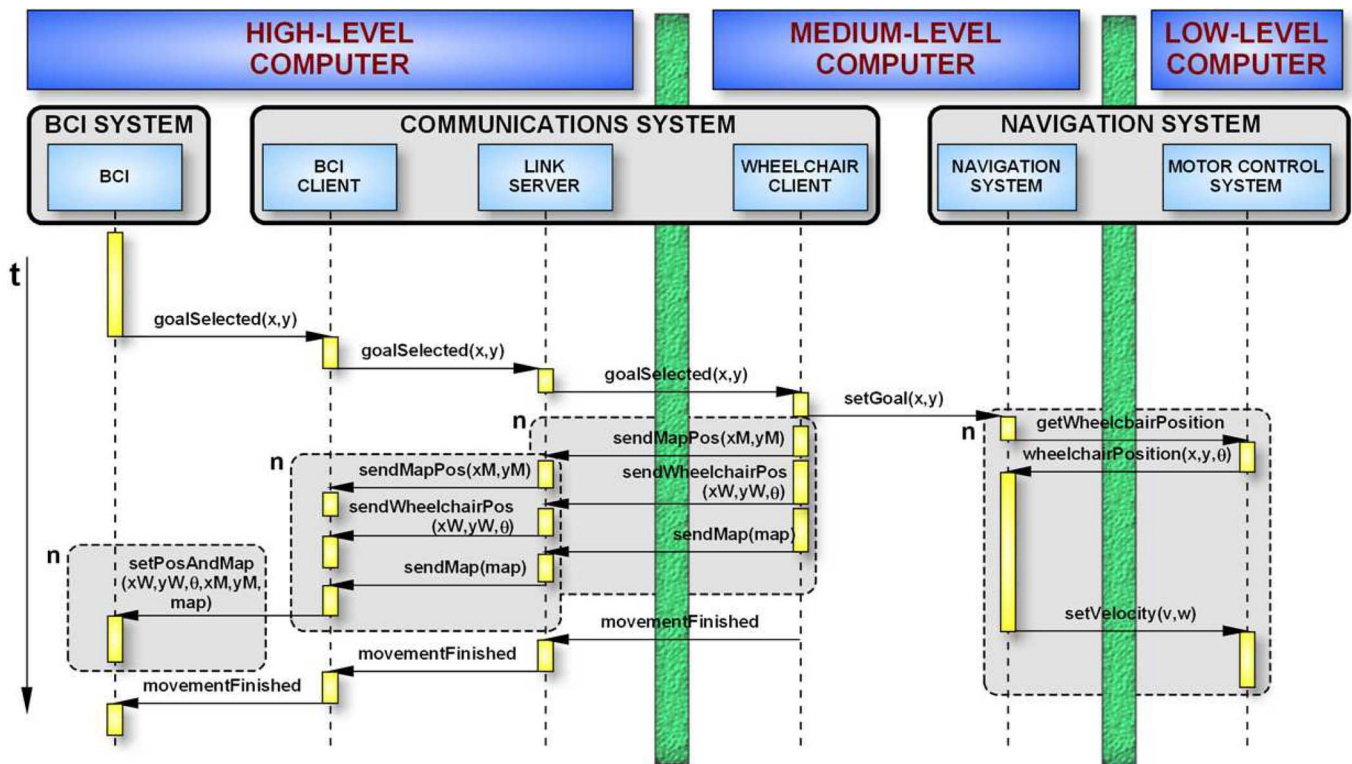 HIGH-LEVEL
COMPUTER
MEDIUM-LEVEL
COMPUTER
LOW-LEVEL
COMPUTER
BCI SYSTEM
COMMUNICATIONS SYSTEM
NAVIGATION SYSTEM
BCI
BCI
CLIENT
LINK
SERVER
WHEELCHAIR
CLIENT
NAVIGATION
SYSTEM
MOTOR CONTROL
SYSTEM
t
goalSelected(x,y)
goalSelected(x,y)
goalSelected(x,y)
setGoal(x,y)
n
sendMapPos(xM,yM)
n
getWheelcbairPosition
wheelchairPosition(x,y,θ)
n
sendMapPos(xM,yM)
sendWheelchairPos
(xW,yW,θ)
sendWheelchairPos
(xW,yW,θ)
sendMap(map)
n
setPosAndMap
(xW,yW,θ,xM,yM,
map)
sendMap(map)
setVelocity(v,w)
movementFinished
movementFinished
movementFinished